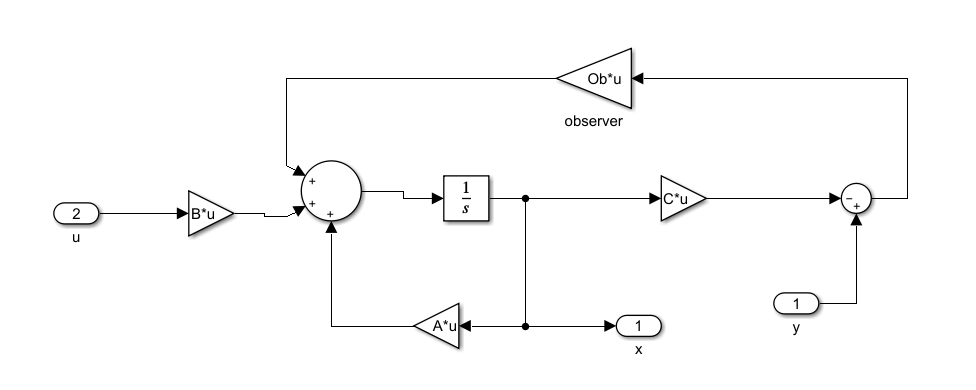 Ob*u
observer
+
+
+
1
s
C*u
−
+
2
B*u
u
1
y
A*u
1
x